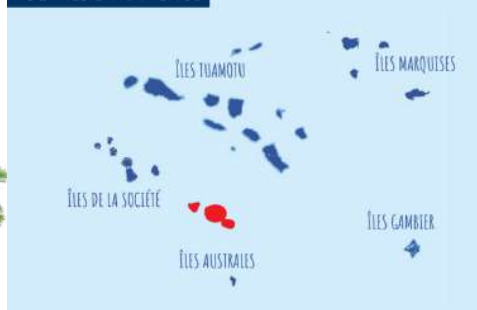 ÎLES TUAMOTU
ÎLES MARQUISES
ÎLES DE LA SOCIÉTÉ
ÎLES GAMBIER
ÎLES AUSTRALES